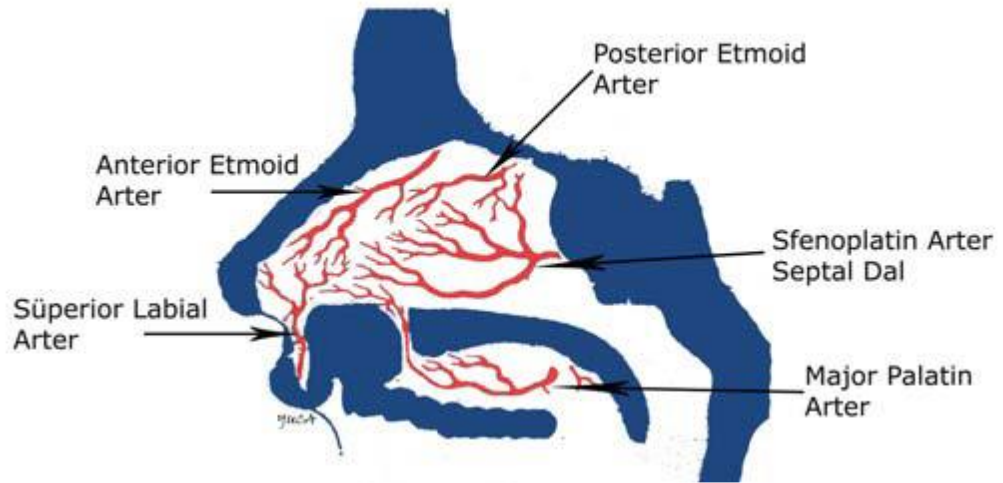 Posterior Etmoid
Arter
Anterior Etmoid
Arter
Sfenoplatin Arter
Septal Dal
Süperior Labial
Arter
Major Palatin
Arter